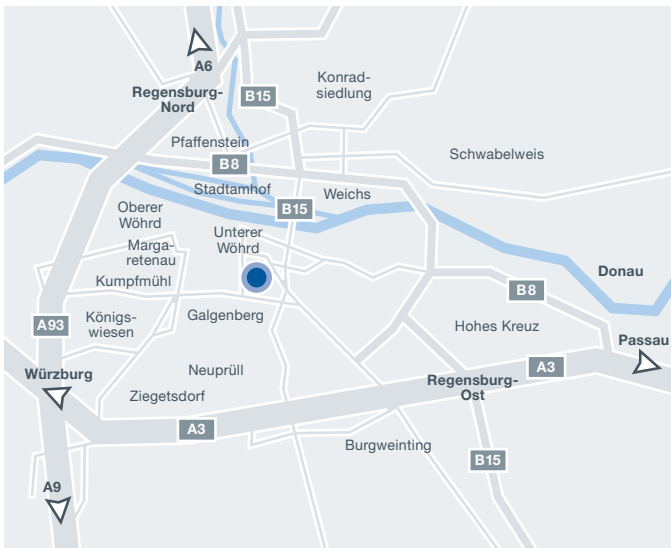 A6
Regensburg-
Nord
B15
Konrad-
siedlung
Pfaffenstein
B8
Schwabelweis
Stadtamhof
Weichs
B15
Oberer
Wöhrd
Unterer
Wöhrd
Marga-
retenau
Kumpfmühl
Donau
B8
A93
Königs-
wiesen
Galgenberg
Hohes Kreuz
Passau
Würzburg
Neuprüll
A3
Regensburg-
Ost
Ziegetsdorf
A3
Burgweinting
B15
A9